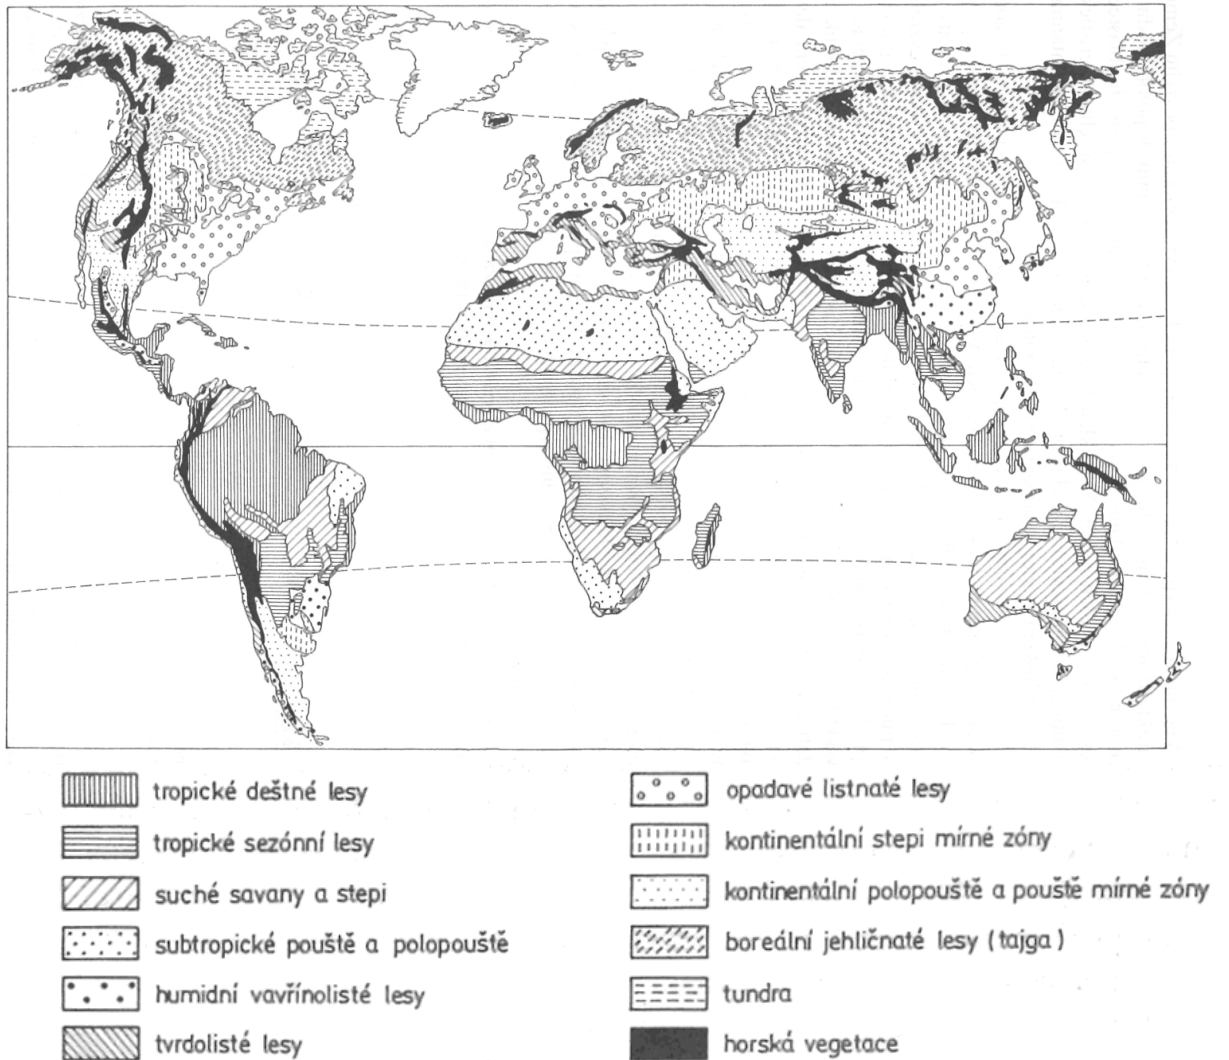 tropické deštné lesy
tropické sezónní lesy
suché savany a stepi
subtropické pouště a polopouště
humidní vavřínolisté lesy
tvrdolisté lesy
opadavé listnaté lesy
kontinentální stepi mírné zóny
kontinentální polopouště a pouště mírné zóny
boreální jehličnaté lesy (tajga)
tundra
horská vegetace